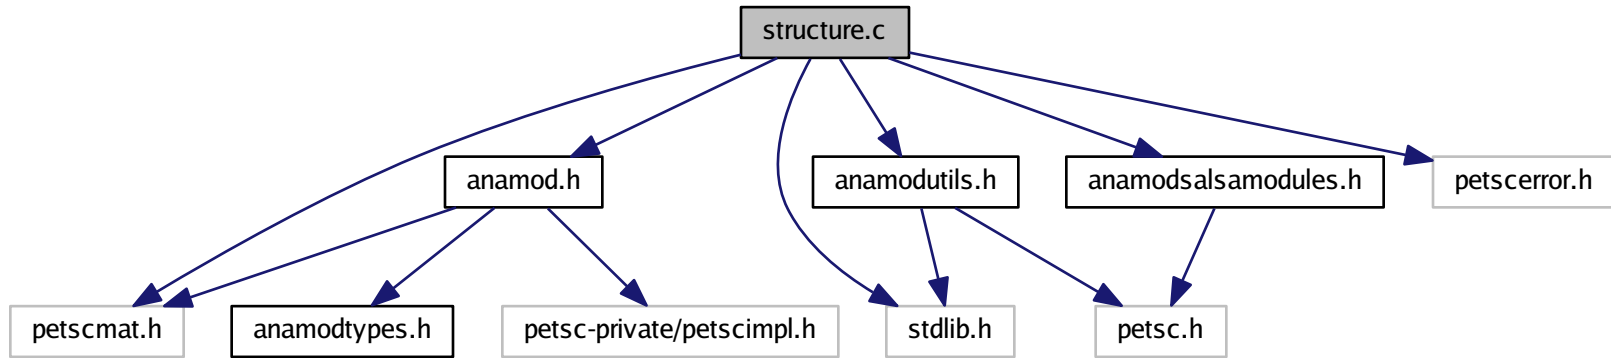 structure.c
anamod.h
anamodutils.h
anamodsalsamodules.h
petscerror.h
petscmat.h
anamodtypes.h
petsc-private/petscimpl.h
stdlib.h
petsc.h